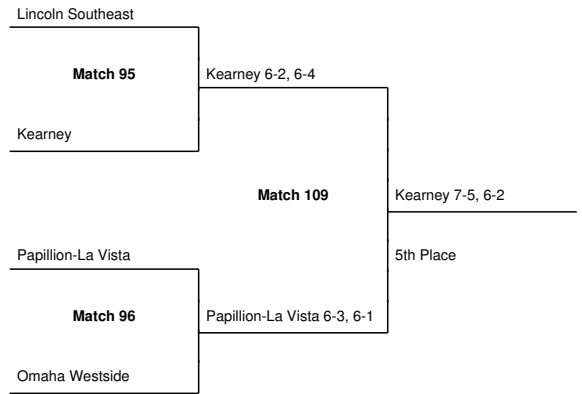 Lincoln Southeast
Match 95
Kearney 6-2, 6-4
Kearney
Match 109
Kearney 7-5, 6-2
Papillion-La Vista
5th Place
Match 96
Papillion-La Vista 6-3, 6-1
Omaha Westside